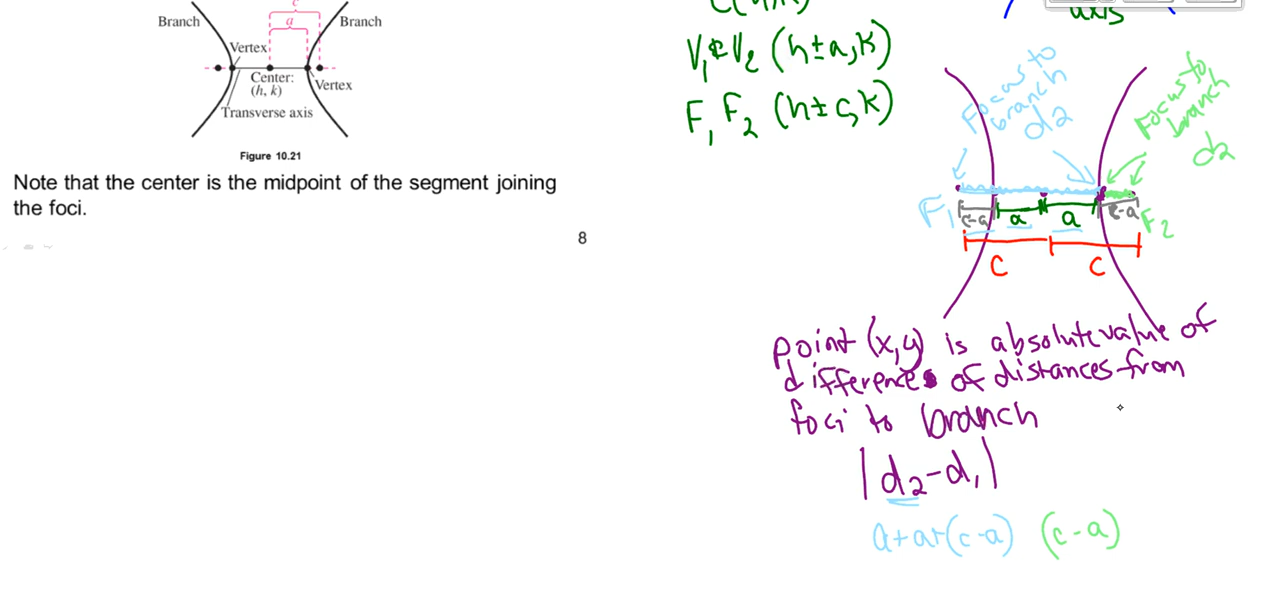 c
a
Branch
Branch
Vertex
Center:
(h, k)
Vertex
Transverse axis
Figure 10.21
Note that the center is the midpoint of the segment joining
the foci.
8
axis
V1 & V2 (h±a,k)
F1 F2 (h±c,k)
Focus to
branch
d2
Focus to
branch
d2
F1
c-a
a
a
c-a
F2
c
c
point (x,y) is absolute value of
differences of distances from
foci to branch
|d2-d1|
a+a+(c-a) (c-a)